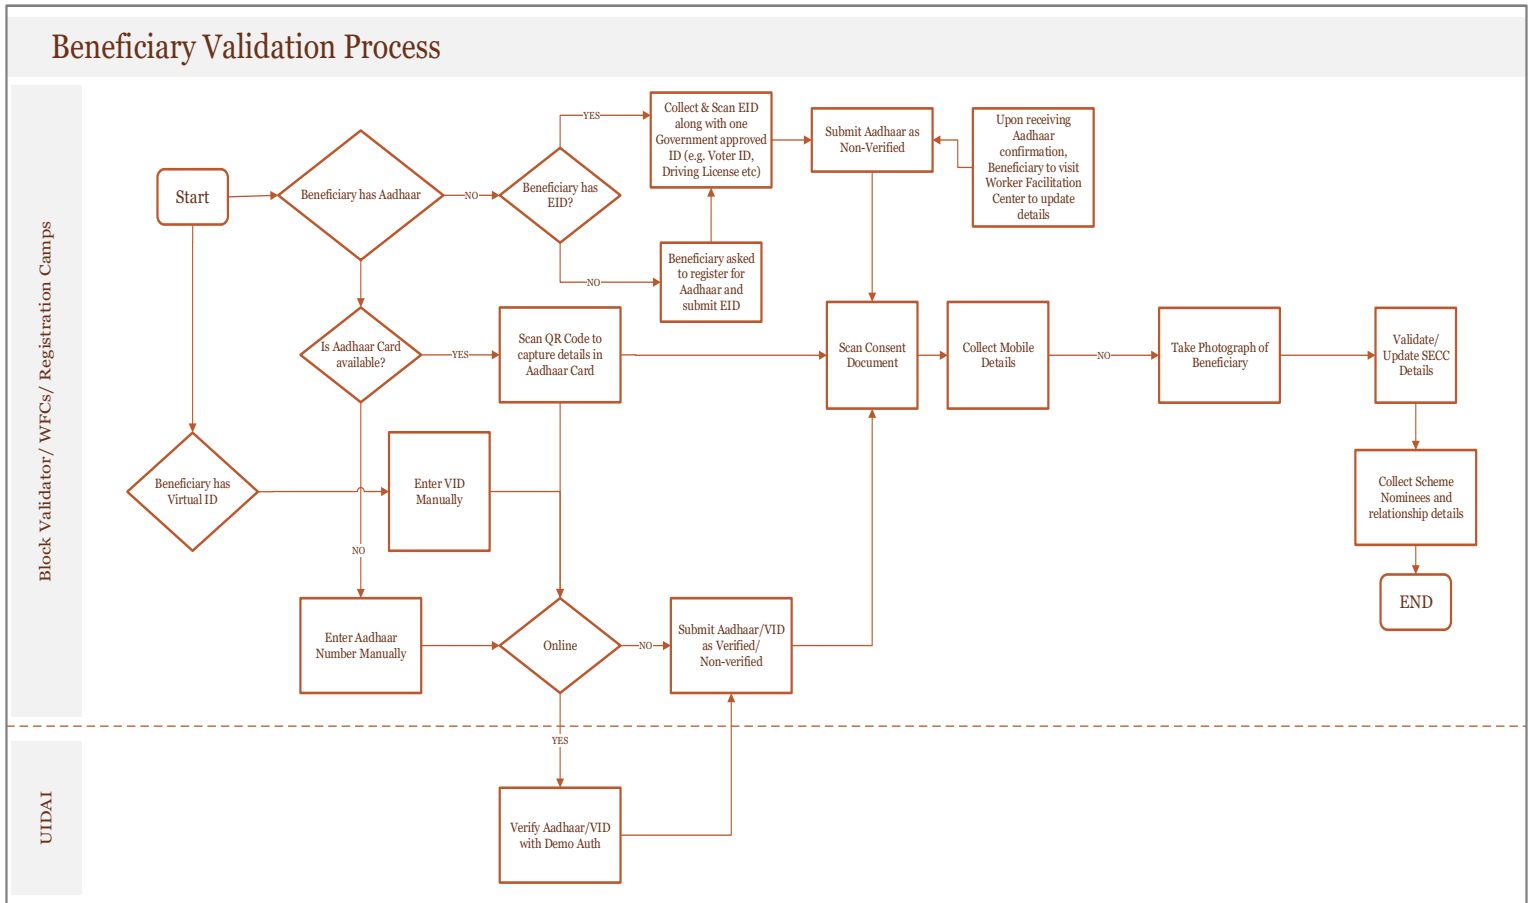 Beneficiary Validation Process
Block Validator/ WFCs/ Registration Camps
Start
Beneficiary has Aadhaar
NO
Beneficiary has
EID?
YES
Collect & Scan EID
along with one
Government approved
ID (e.g. Voter ID,
Driving License etc)
Submit Aadhaar as
Non-Verified
Upon receiving
Aadhaar
confirmation,
Beneficiary to visit
Worker Facilitation
Center to update
details
NO
Beneficiary asked
to register for
Aadhaar and
submit EID
Is Aadhaar Card
available?
YES
Scan QR Code to
capture details in
Aadhaar Card
Scan Consent
Document
Collect Mobile
Details
NO
Take Photograph of
Beneficiary
Validate/
Update SECC
Details
Beneficiary has
Virtual ID
Enter VID
Manually
Collect Scheme
Nominees and
relationship details
NO
END
Enter Aadhaar
Number Manually
Online
NO
Submit Aadhaar/VID
as Verified/
Non-verified
YES
UIDAI
Verify Aadhaar/VID
with Demo Auth